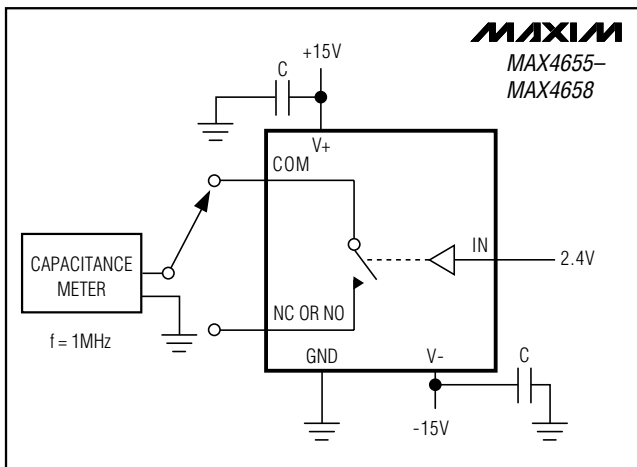 MAXIM
MAX4655–
MAX4658
+15V
C
V+
COM
IN
2.4V
CAPACITANCE
METER
f = 1MHz
NC OR NO
GND
V-
C
-15V